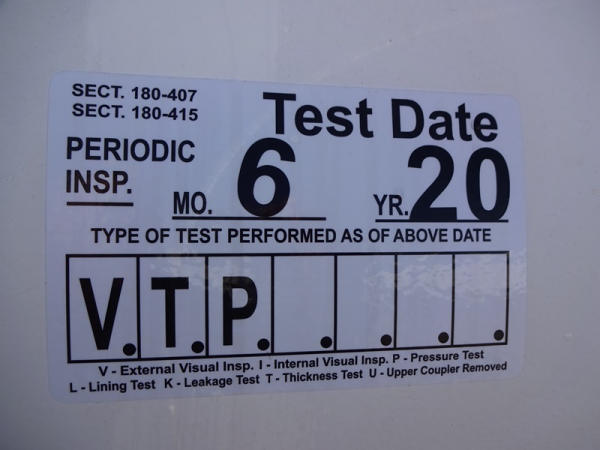 SECT. 180-407
SECT. 180-415
Test Date
PERIODIC
INSP.
MO. 6 YR. 20
TYPE OF TEST PERFORMED AS OF ABOVE DATE
V. T. P. . . . .
V - External Visual Insp. I - Internal Visual Insp. P - Pressure Test
L - Lining Test K - Leakage Test T - Thickness Test U - Upper Coupler Removed